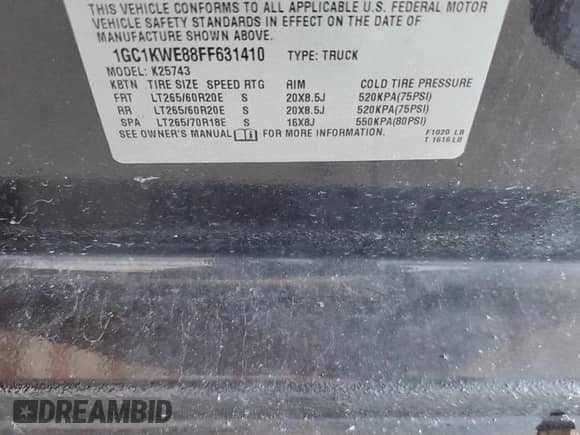 THIS VEHICLE CONFORMS TO ALL APPLICABLE U.S. FEDERAL MOTOR
VEHICLE SAFETY STANDARDS IN EFFECT ON THE DATE OF
MANUFACTURE SHOWN ABOVE.
1GC1KWE88FF631410 TYPE: TRUCK
MODEL: K25743
KBTN TIRE SIZE SPEED RTG RIM COLD TIRE PRESSURE
FRT LT265/60R20E S 20X8.5J 520KPA(75PSI)
RR LT265/60R20E S 20X8.5J 520KPA(75PSI)
SPA LT265/70R18E S 16X8J 550KPA(80PSI)
SEE OWNER'S MANUAL FOR MORE INFORMATION.
F1020 LB
T 1616 LB
DREAMBID